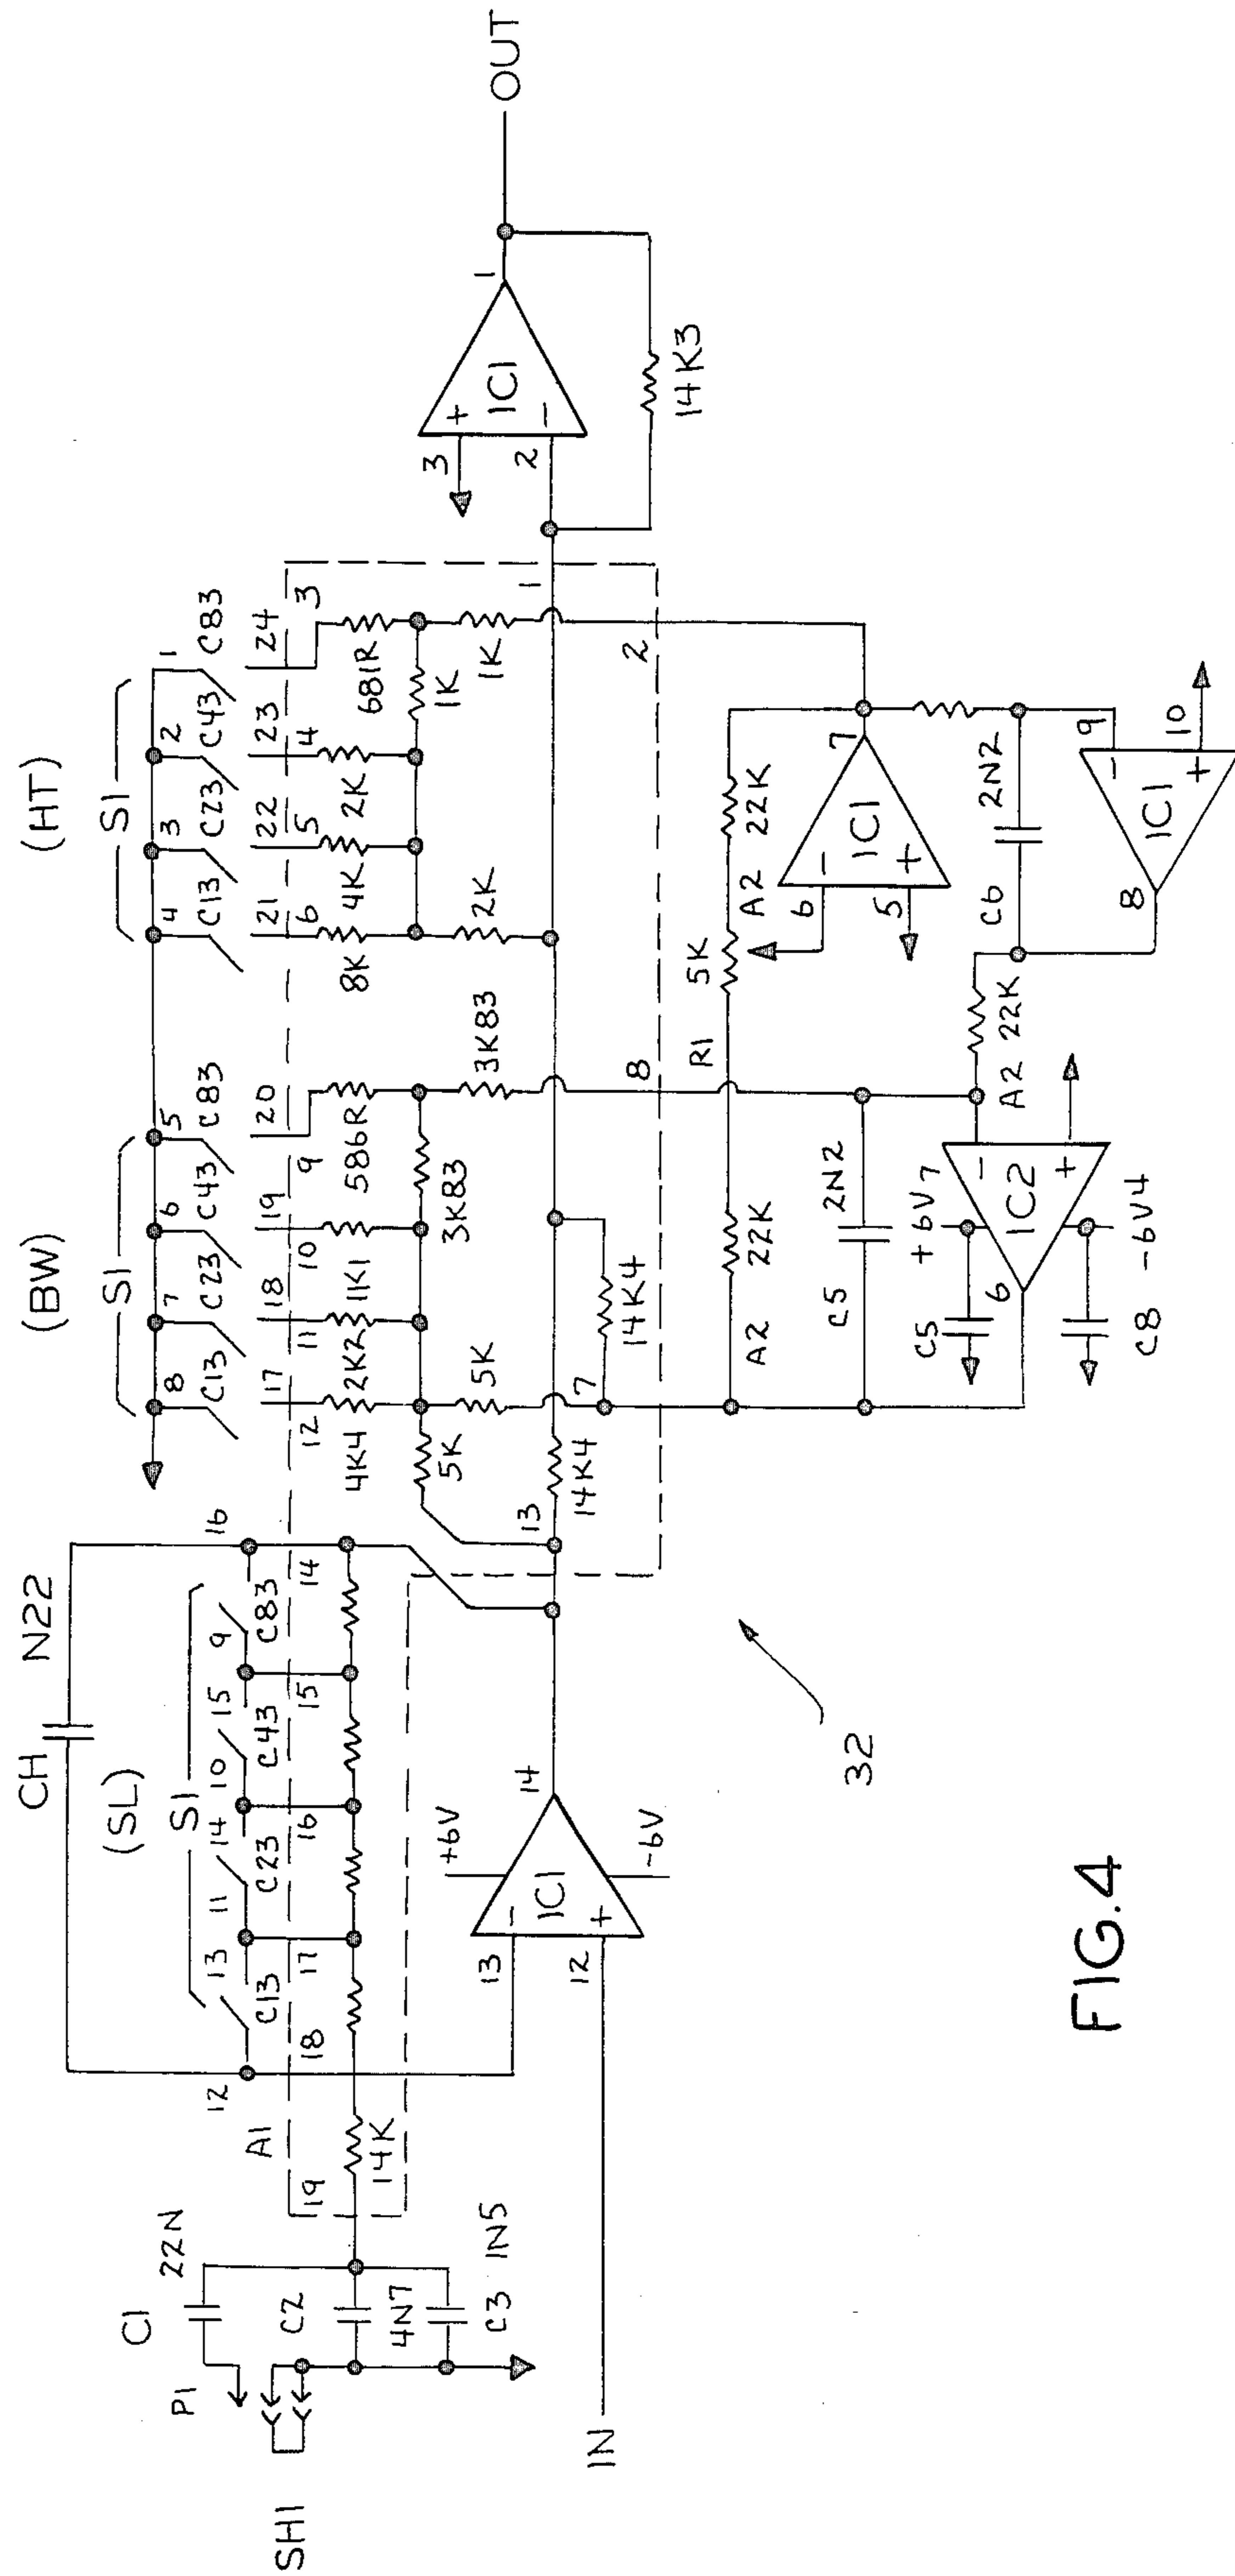 (HT)
S1
(BW)
S1
1
C83
2
C43
3
C23
4
C13
5
C83
6
C43
7
C23
8
C13
24
3
23
4
22
5
21
6
20
9
19
10
18
11
17
12
681R
1K
1K
2K
4K
8K
2K
586R
3K83
3K83
1K1
2K2
4K4
5K
5K
14K4
14K4
13
7
8
1
2
3
+
IC1
2
-
1
OUT
14K3
CH
N22
(SL)
S1
16
14
9
C83
15
15
10
C43
14
16
11
C23
13
17
C13
12
18
A1
19
14K
C1
22N
P1
C2
4N7
C3
1N5
SH1
IN
13
-
IC1
12
+
14
+6V
-6V
R1
5K
A2
22K
A2
22K
6
-
IC1
5
+
7
2N2
C6
9
-
IC1
10
+
8
A2
22K
C5
2N2
-
IC2
+
6
+6V7
-6V4
C5
C8
32
FIG.4